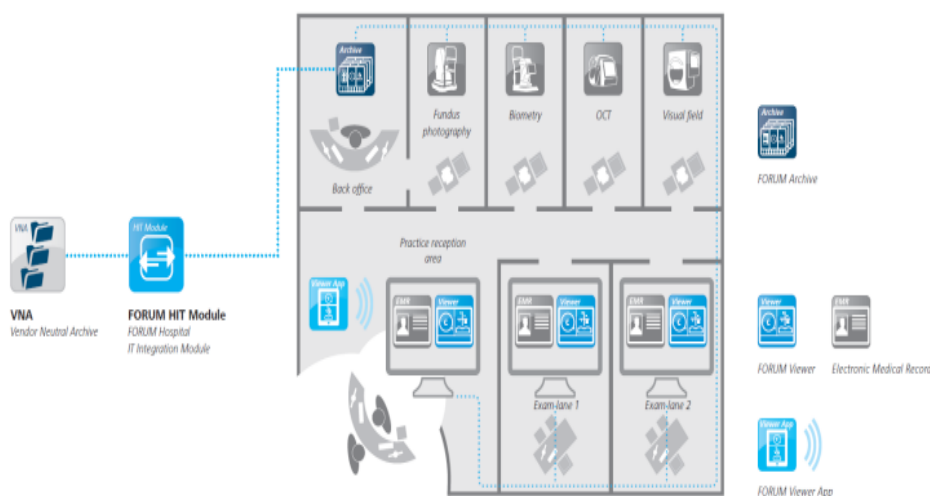 Archive
Fundus
photography
Biometry
OCT
Visual field
Back office
Archive
FORUM Archive
VNA
HIT Module
VNA
Vendor Neutral Archive
FORUM HIT Module
FORUM Hospital
IT Integration Module
Practice reception
area
Viewer App
EMR
Viewer
EMR
Viewer
EMR
Viewer
Exam-lane 1
Exam-lane 2
Viewer
EMR
FORUM Viewer
Electronic Medical Record
Viewer App
FORUM Viewer App